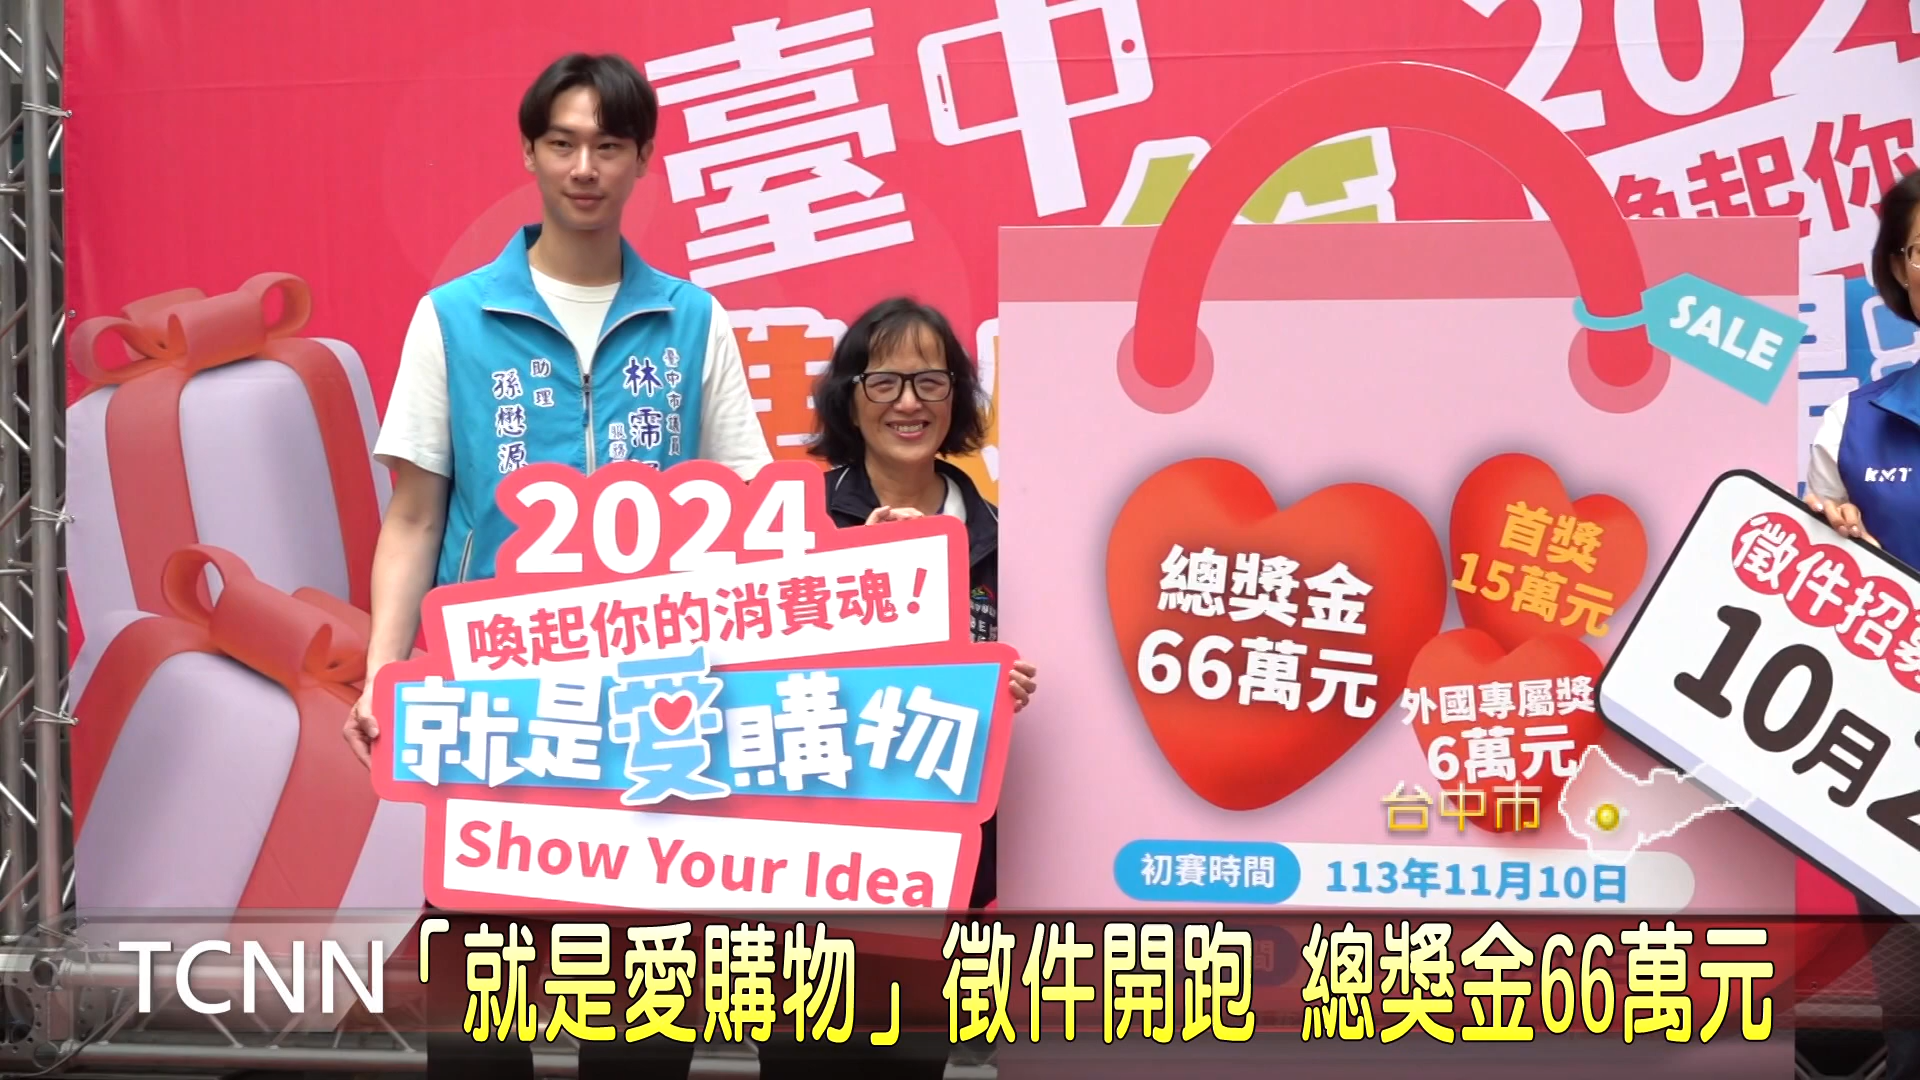 臺中
2024
喚起你
SALE
臺中市議員
林霈
服務
助理
孫懋源
KMT
2024
喚起你的消費魂!
就是愛購物
Show Your Idea
總獎金
66萬元
首獎
15萬元
外國專屬獎
6萬元
徵件招募
10月2
台中市
初賽時間 113年11月10日
TCNN「就是愛購物」徵件開跑 總獎金66萬元